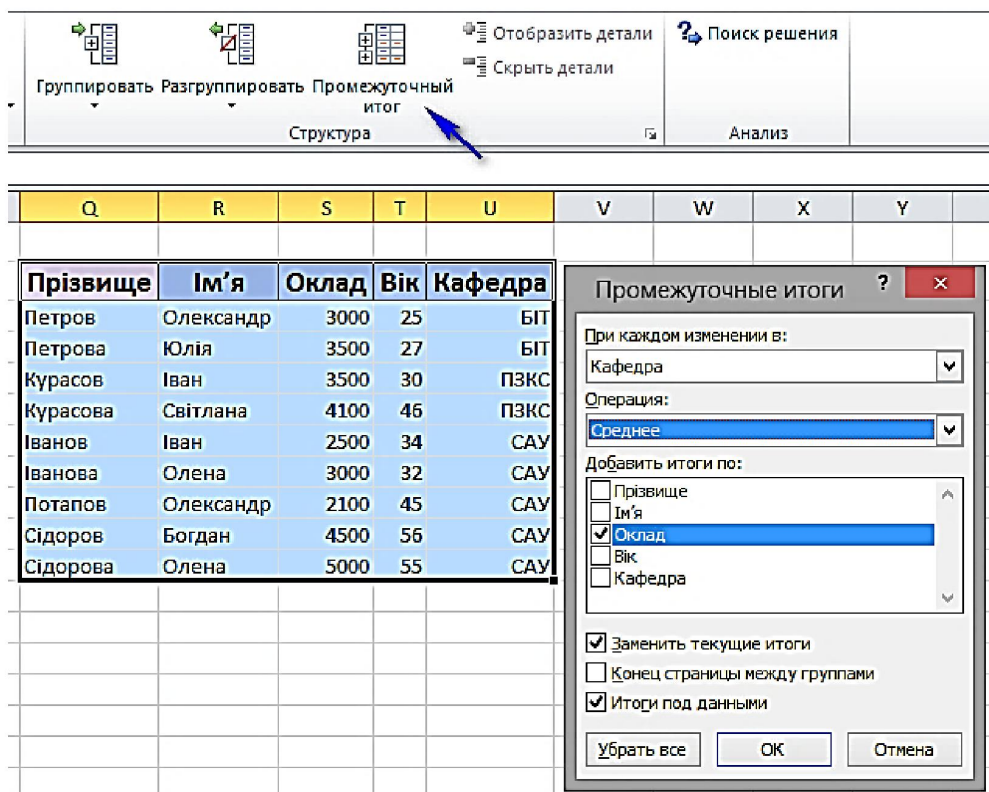 Отобразить детали
Поиск решения
Скрыть детали
Группировать Разгруппировать Промежуточный
итог
Структура
Анализ
Q R S T U V W X Y
Прізвище Ім’я Оклад Вік Кафедра
Петров Олександр 3000 25 БІТ
Петрова Юлія 3500 27 БІТ
Курасов Іван 3500 30 ПЗКС
Курасова Світлана 4100 46 ПЗКС
Іванов Іван 2500 34 САУ
Іванова Олена 3000 32 САУ
Потапов Олександр 2100 45 САУ
Сідоров Богдан 4500 56 САУ
Сідорова Олена 5000 55 САУ
Промежуточные итоги ? ×
При каждом изменении в:
Кафедра
Операция:
Среднее
Добавить итоги по:
Прізвище
Ім’я
Оклад
Вік
Кафедра
Заменить текущие итоги
Конец страницы между группами
Итоги под данными
Убрать все OK Отмена